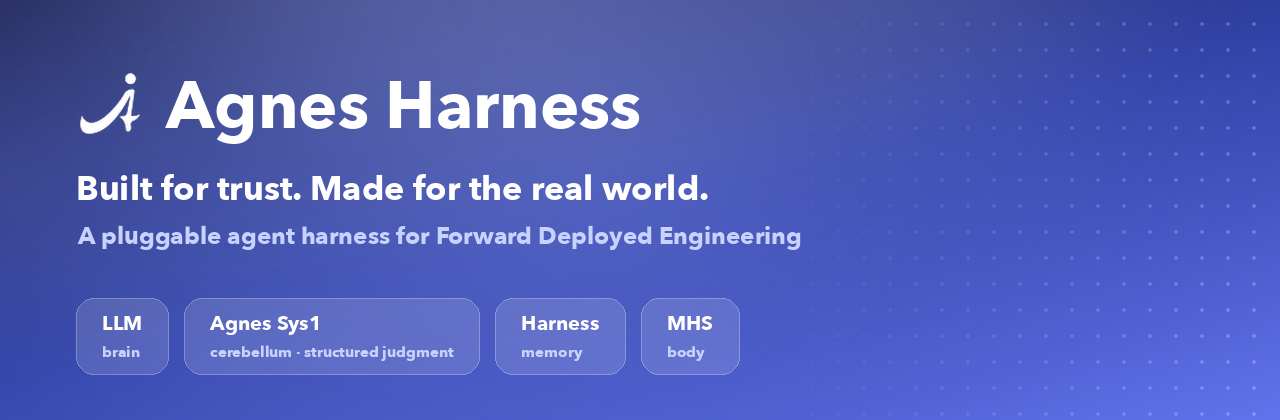 Agnes Harness
Built for trust. Made for the real world.
A pluggable agent harness for Forward Deployed Engineering
LLM
brain
Agnes Sys1
cerebellum · structured judgment
Harness
memory
MHS
body